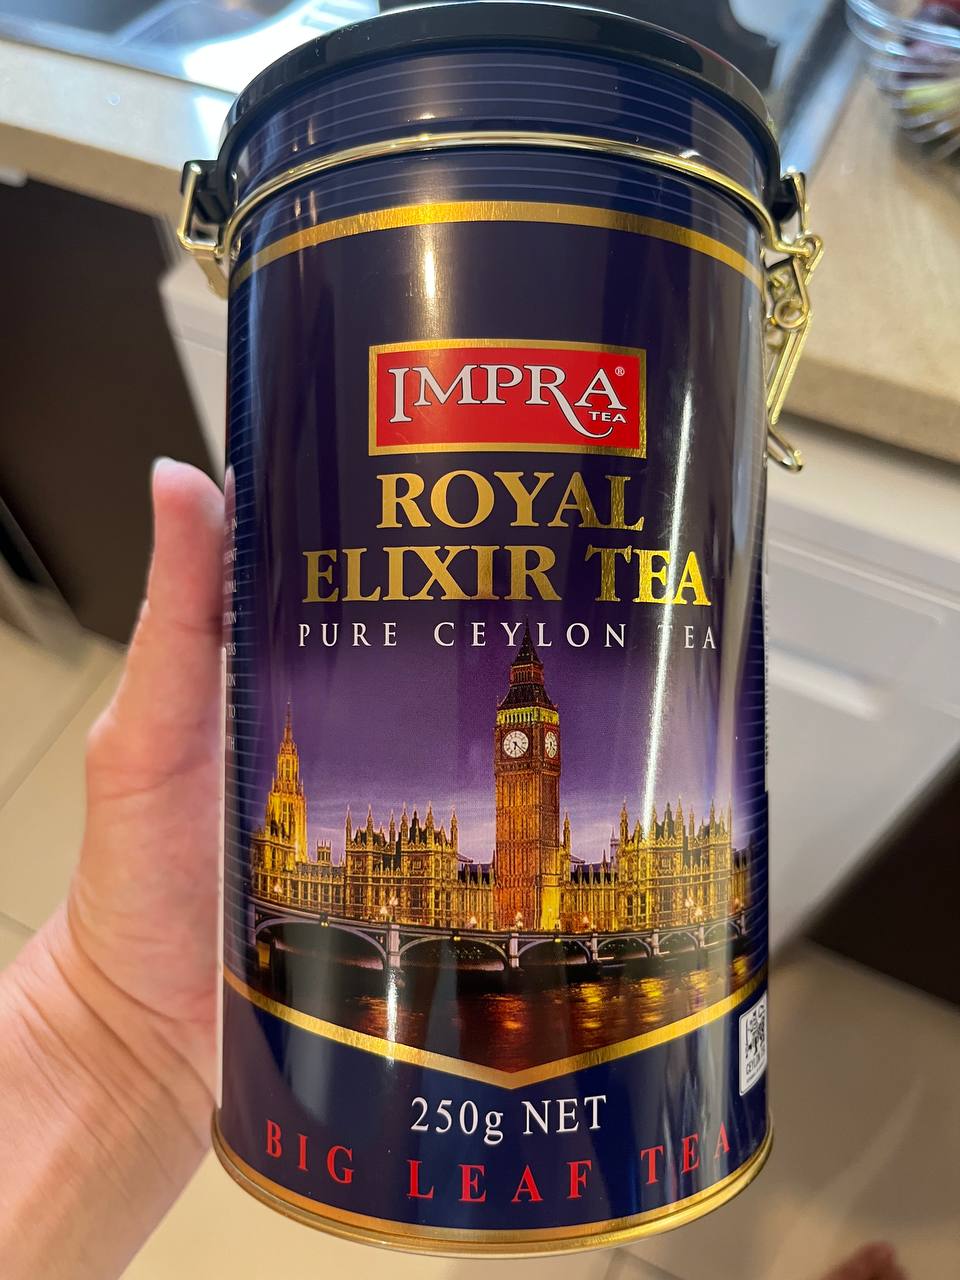 IMPRA®
TEA
ROYAL
ELIXIR TEA
PURE CEYLON TEA
250g NET
BIG LEAF TEA